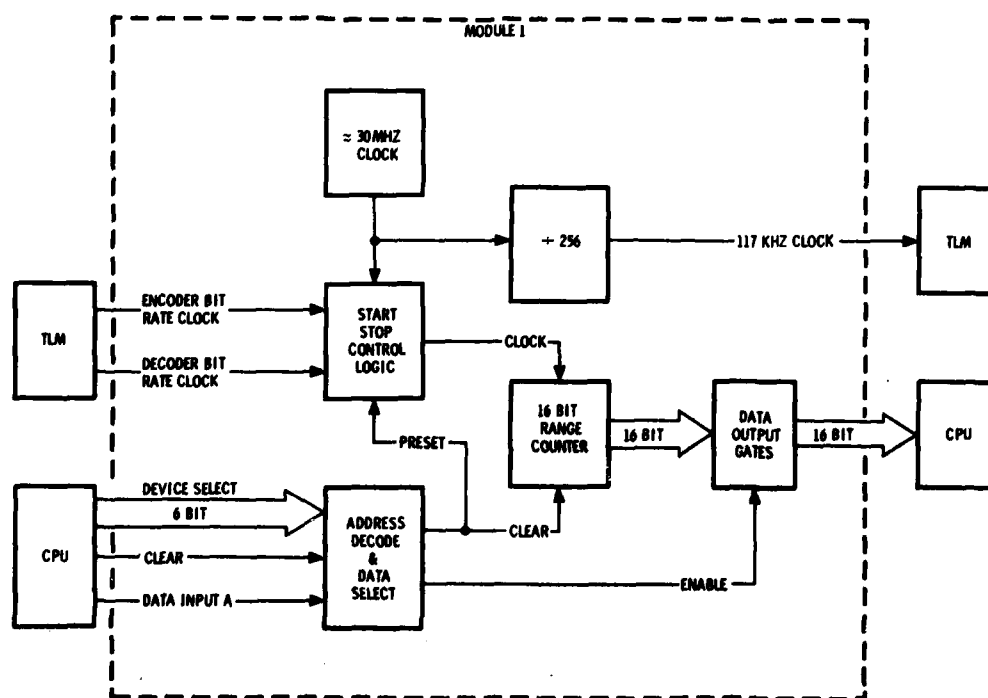 MODULE 1
≈ 30 MHZ
CLOCK
÷ 256
117 KHZ CLOCK
TLM
TLM
ENCODER BIT
RATE CLOCK
DECODER BIT
RATE CLOCK
START
STOP
CONTROL
LOGIC
CLOCK
PRESET
16 BIT
RANGE
COUNTER
16 BIT
DATA
OUTPUT
GATES
16 BIT
CPU
CPU
DEVICE SELECT
6 BIT
CLEAR
DATA INPUT A
ADDRESS
DECODE
&
DATA
SELECT
CLEAR
ENABLE